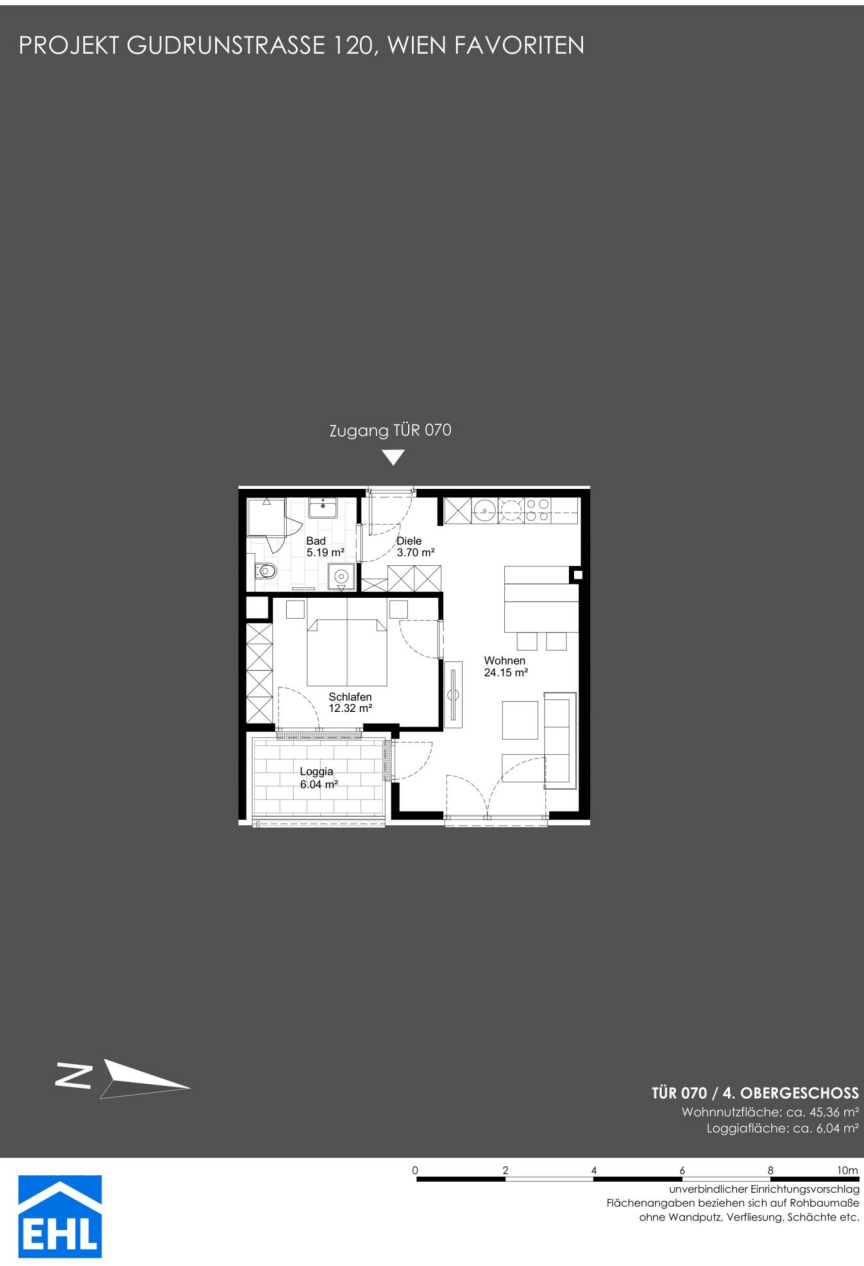 PROJEKT GUDRUNSTRASSE 120, WIEN FAVORITEN
Zugang TÜR 070
Bad
5.19 m²
Diele
3.70 m²
Wohnen
24.15 m²
Schlafen
12.32 m²
Loggia
6.04 m²
N
TÜR 070 / 4. OBERGESCHOSS
Wohnnutzfläche: ca. 45,36 m²
Loggiafläche: ca. 6,04 m²
0 2 4 6 8 10m
unverbindlicher Einrichtungsvorschlag
Flächenangaben beziehen sich auf Rohbaumaße
ohne Wandputz, Verfliesung, Schächte etc.
EHL